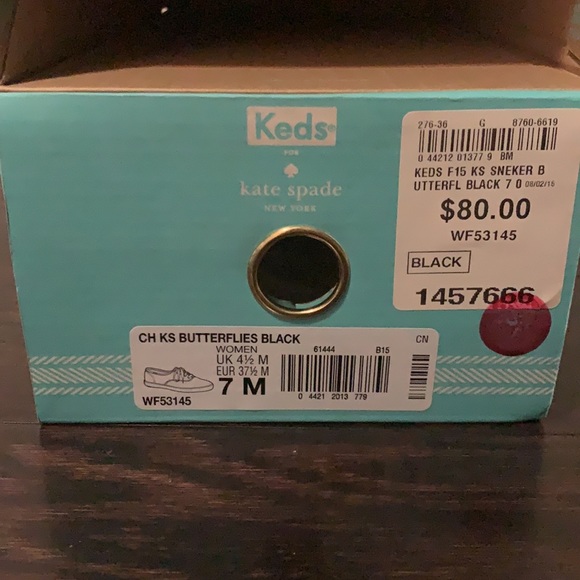 Keds®
FOR
kate spade
NEW YORK
276-36 G 8760-6619
0 44212 01377 9 BM
KEDS F15 KS SNEKER B
UTTERFL BLACK 7 0 08/02/16
$80.00
WF53145
BLACK
1457666
CH KS BUTTERFLIES BLACK CN
WOMEN 61444 B15
UK 4½ M
EUR 37½ M
7 M
WF53145
0 4421 2013 779